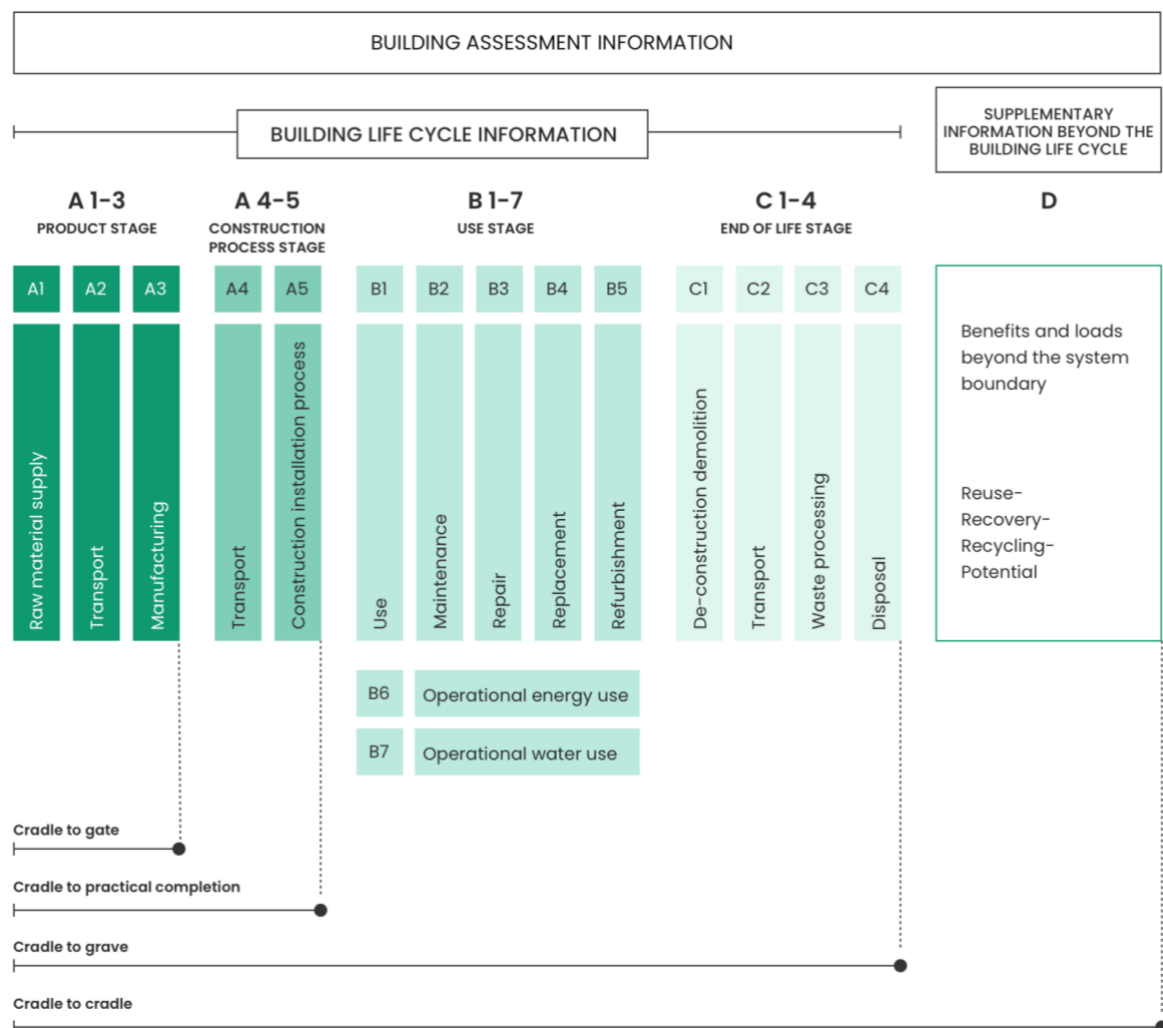 BUILDING ASSESSMENT INFORMATION
BUILDING LIFE CYCLE INFORMATION
SUPPLEMENTARY
INFORMATION BEYOND THE
BUILDING LIFE CYCLE
A 1-3
PRODUCT STAGE
A 4-5
CONSTRUCTION
PROCESS STAGE
B 1-7
USE STAGE
C 1-4
END OF LIFE STAGE
D
A1
A2
A3
A4
A5
B1
B2
B3
B4
B5
C1
C2
C3
C4
Raw material supply
Transport
Manufacturing
Transport
Construction installation process
Use
Maintenance
Repair
Replacement
Refurbishment
De-construction demolition
Transport
Waste processing
Disposal
Benefits and loads
beyond the system
boundary
Reuse-
Recovery-
Recycling-
Potential
B6
Operational energy use
B7
Operational water use
Cradle to gate
Cradle to practical completion
Cradle to grave
Cradle to cradle